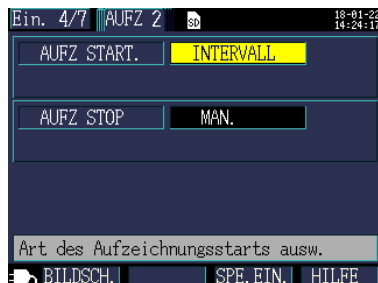 Ein. 4/7 AUFZ 2 SD 18-01-22
14:24:17
AUFZ START. INTERVALL
AUFZ STOP MAN.
Art des Aufzeichnungsstarts ausw.
BILDSCH. SPE.EIN. HILFE